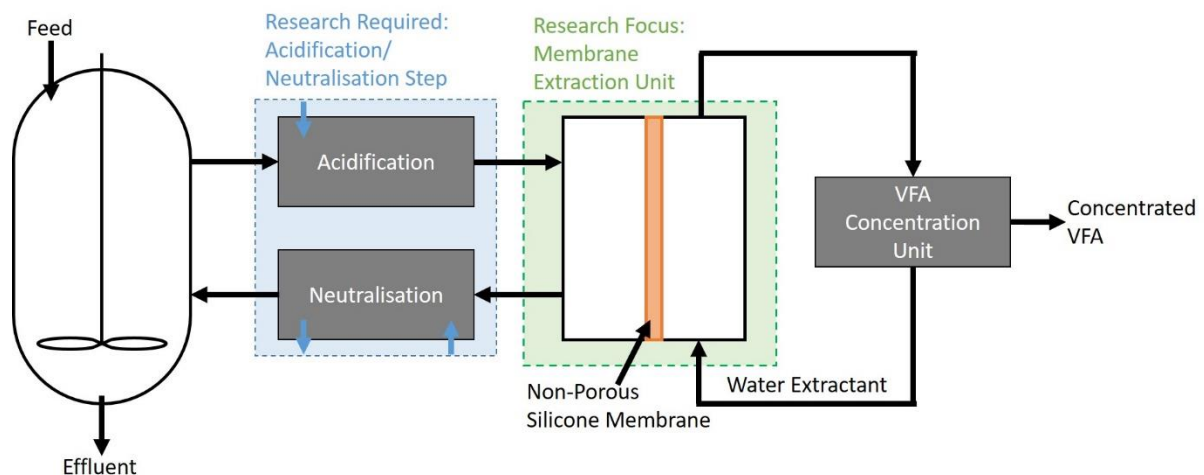 Feed
Research Required:
Acidification/
Neutralisation Step
Research Focus:
Membrane
Extraction Unit
Acidification
Neutralisation
VFA
Concentration
Unit
Concentrated
VFA
Non-Porous
Silicone Membrane
Water Extractant
Effluent